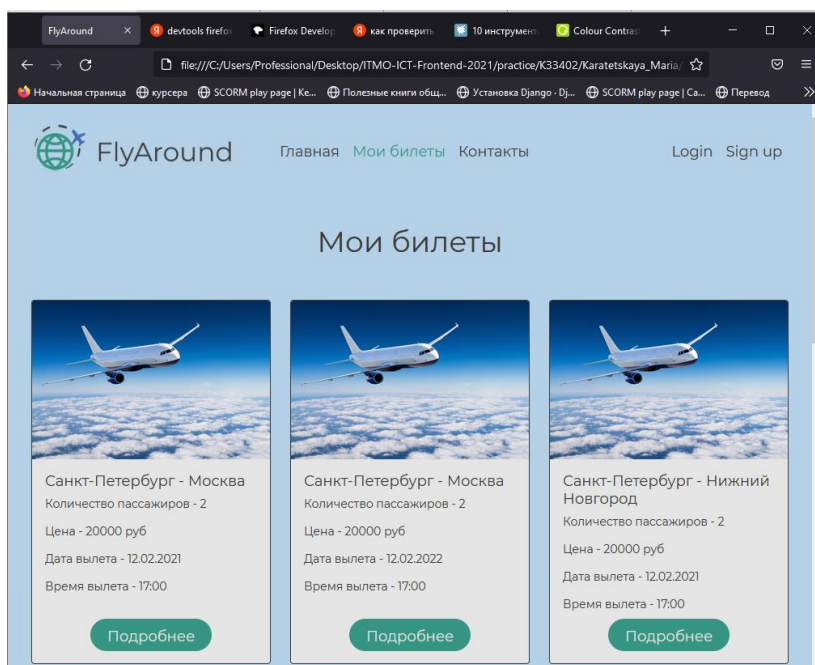 FlyAround
devtools firefo
Firefox Develop
как проверить
10 инструмент
Colour Contras
file:///C:/Users/Professional/Desktop/ITMO-ICT-Frontend-2021/practice/K33402/Karatetskaya_Maria/
Начальная страница курсера SCORM play page | Ke... Полезные книги общ... Установка Django · Dj... SCORM play page | Ca... Перевод
FlyAround
Главная Мои билеты Контакты
Login Sign up
Мои билеты
Санкт-Петербург - Москва
Количество пассажиров - 2
Цена - 20000 руб
Дата вылета - 12.02.2021
Время вылета - 17:00
Подробнее
Санкт-Петербург - Москва
Количество пассажиров - 2
Цена - 20000 руб
Дата вылета - 12.02.2022
Время вылета - 17:00
Подробнее
Санкт-Петербург - Нижний
Новгород
Количество пассажиров - 2
Цена - 20000 руб
Дата вылета - 12.02.2021
Время вылета - 17:00
Подробнее